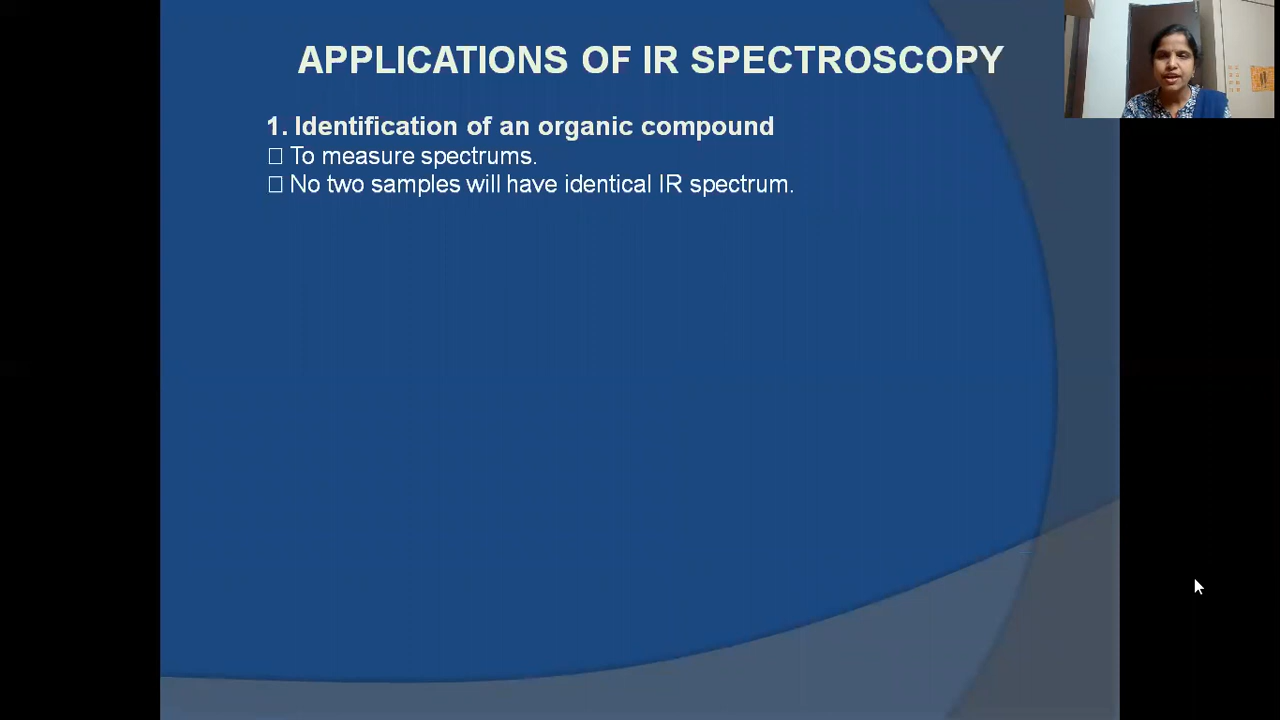 APPLICATIONS OF IR SPECTROSCOPY
1. Identification of an organic compound
□ To measure spectrums.
□ No two samples will have identical IR spectrum.